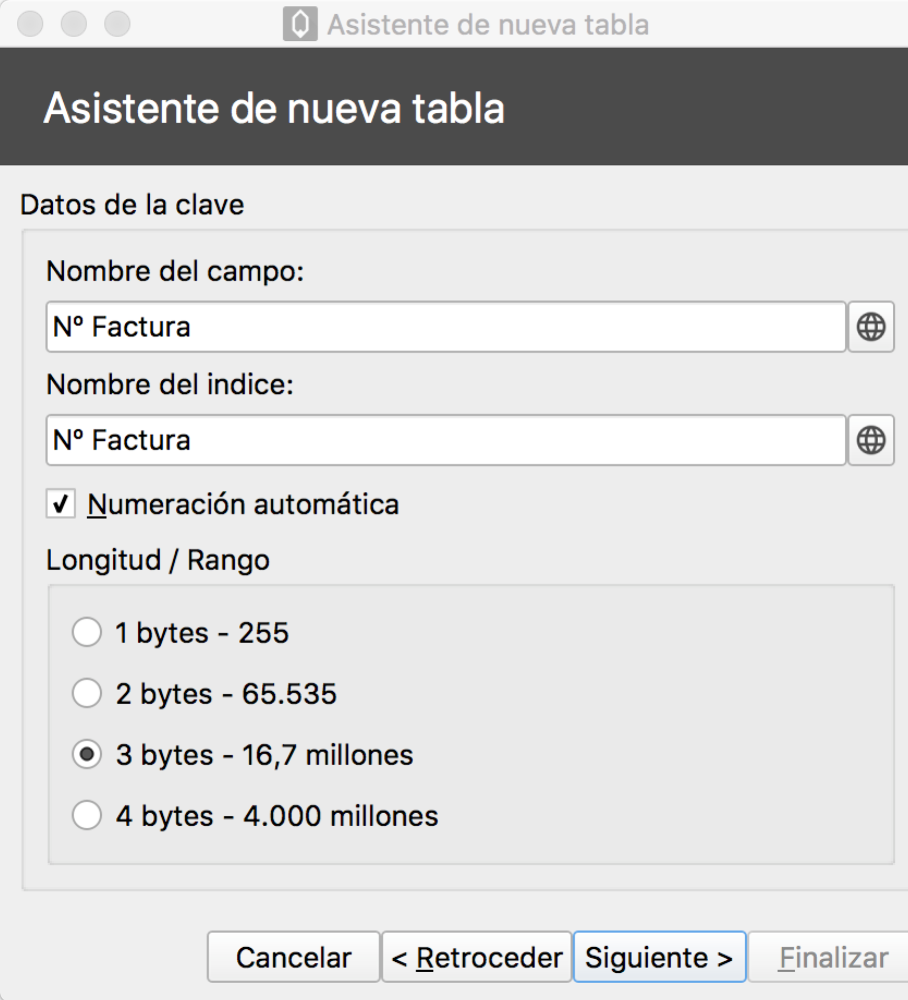 Asistente de nueva tabla
Asistente de nueva tabla
Datos de la clave
Nombre del campo:
Nº Factura
Nombre del indice:
Nº Factura
Numeración automática
Longitud / Rango
1 bytes - 255
2 bytes - 65.535
3 bytes - 16,7 millones
4 bytes - 4.000 millones
Cancelar < Retroceder Siguiente > Finalizar